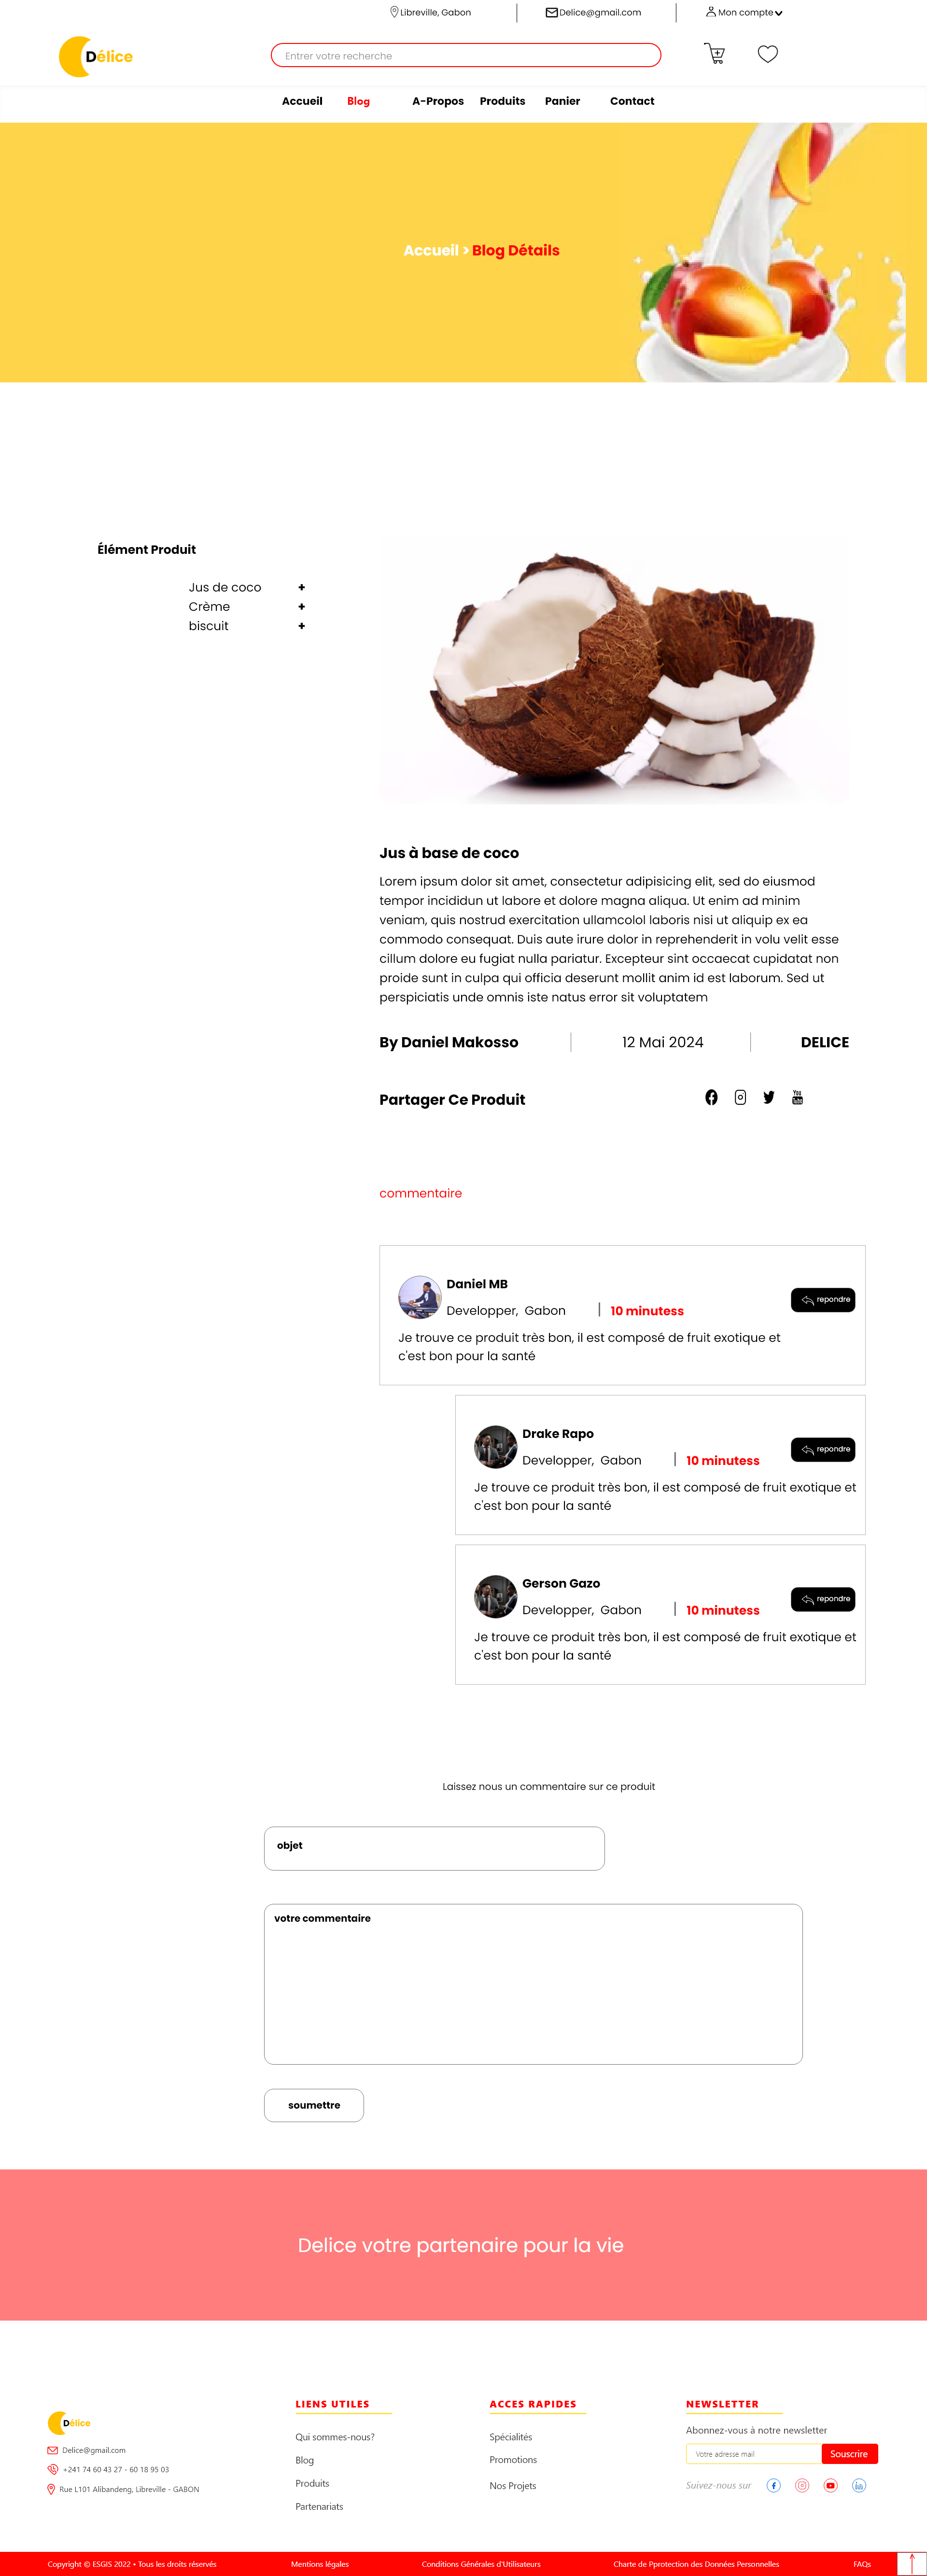 Libreville, Gabon
Delice@gmail.com
Mon compte
Délice
Entrer votre recherche
Accueil
Blog
A-Propos
Produits
Panier
Contact
Accueil > Blog Détails
Élément Produit
Jus de coco +
Crème +
biscuit +
Jus à base de coco
Lorem ipsum dolor sit amet, consectetur adipisicing elit, sed do eiusmod
tempor incididun ut labore et dolore magna aliqua. Ut enim ad minim
veniam, quis nostrud exercitation ullamcolol laboris nisi ut aliquip ex ea
commodo consequat. Duis aute irure dolor in reprehenderit in volu velit esse
cillum dolore eu fugiat nulla pariatur. Excepteur sint occaecat cupidatat non
proide sunt in culpa qui officia deserunt mollit anim id est laborum. Sed ut
perspiciatis unde omnis iste natus error sit voluptatem
By Daniel Makosso
12 Mai 2024
DELICE
Partager Ce Produit
commentaire
Daniel MB
Developper, Gabon
10 minutess
repondre
Je trouve ce produit très bon, il est composé de fruit exotique et
c'est bon pour la santé
Drake Rapo
Developper, Gabon
10 minutess
repondre
Je trouve ce produit très bon, il est composé de fruit exotique et
c'est bon pour la santé
Gerson Gazo
Developper, Gabon
10 minutess
repondre
Je trouve ce produit très bon, il est composé de fruit exotique et
c'est bon pour la santé
Laissez nous un commentaire sur ce produit
objet
votre commentaire
soumettre
Delice votre partenaire pour la vie
Délice
Delice@gmail.com
+241 74 60 43 27 - 60 18 95 03
Rue L101 Alibandeng, Libreville - GABON
LIENS UTILES
Qui sommes-nous?
Blog
Produits
Partenariats
ACCES RAPIDES
Spécialités
Promotions
Nos Projets
NEWSLETTER
Abonnez-vous à notre newsletter
Votre adresse mail
Souscrire
Suivez-nous sur
Copyright © ESGIS 2022 • Tous les droits réservés
Mentions légales
Conditions Générales d'Utilisateurs
Charte de Pprotection des Données Personnelles
FAQs